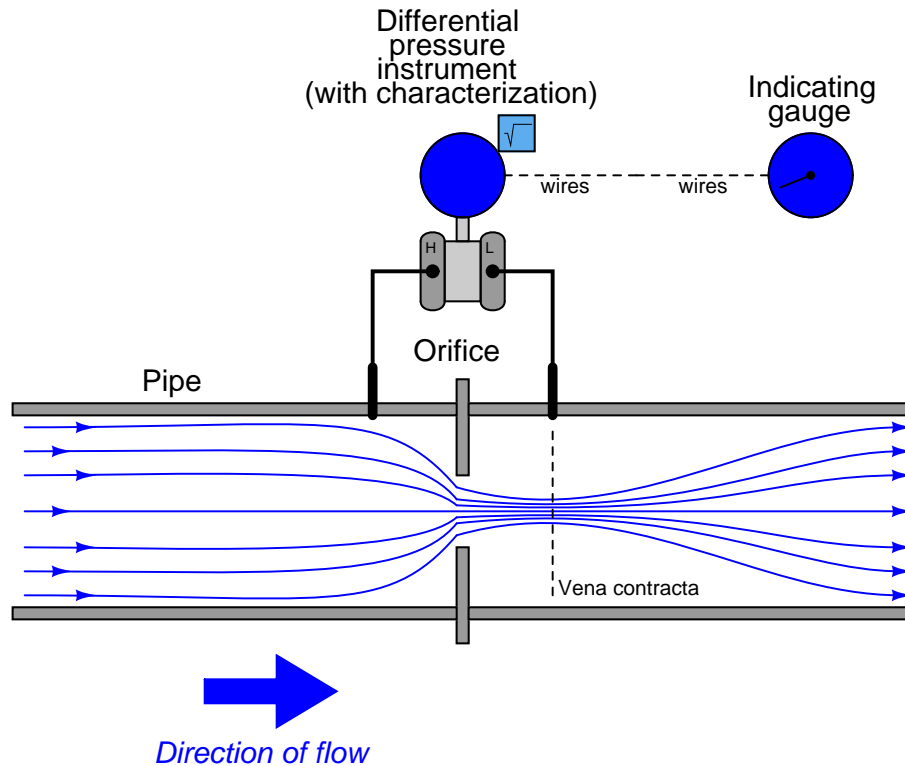 Differential
pressure
instrument
(with characterization)
Indicating
gauge
√
wires
wires
H
L
Orifice
Pipe
Vena contracta
Direction of flow